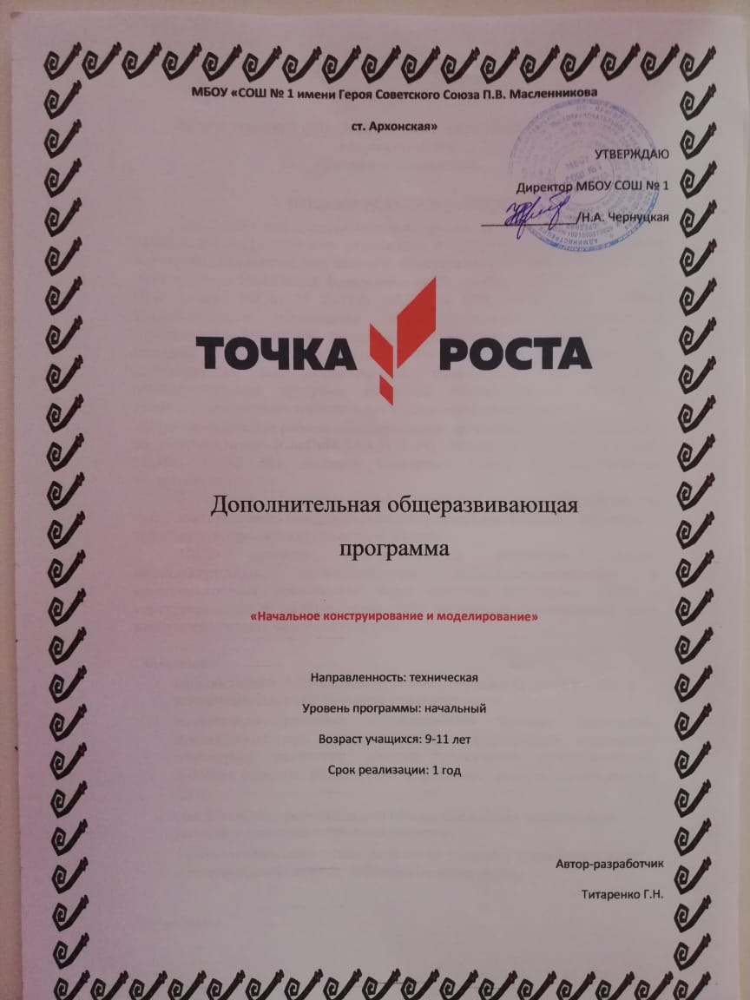 МБОУ «СОШ № 1 имени Героя Советского Союза П.В. Масленникова
ст. Архонская»
УТВЕРЖДАЮ
Директор МБОУ СОШ № 1
/Н.А. Чернуцкая
ТОЧКА РОСТА
Дополнительная общеразвивающая
программа
«Начальное конструирование и моделирование»
Направленность: техническая
Уровень программы: начальный
Возраст учащихся: 9-11 лет
Срок реализации: 1 год
Автор-разработчик
Титаренко Г.Н.